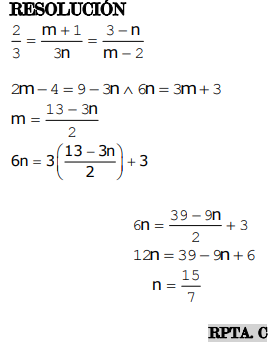 RESOLUCIÓN
2/3 = (m + 1)/3n = (3 − n)/(m − 2)
2m − 4 = 9 − 3n ∧ 6n = 3m + 3
m = (13 − 3n)/2
6n = 3((13 − 3n)/2) + 3
6n = (39 − 9n)/2 + 3
12n = 39 − 9n + 6
n = 15/7
RPTA. C